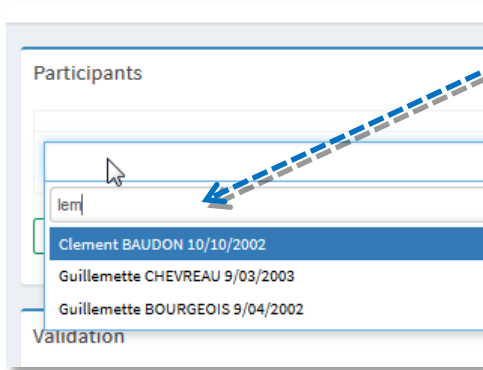 Participants
lem
Clement BAUDON 10/10/2002
Guillemette CHEVREAU 9/03/2003
Guillemette BOURGEOIS 9/04/2002
Validation